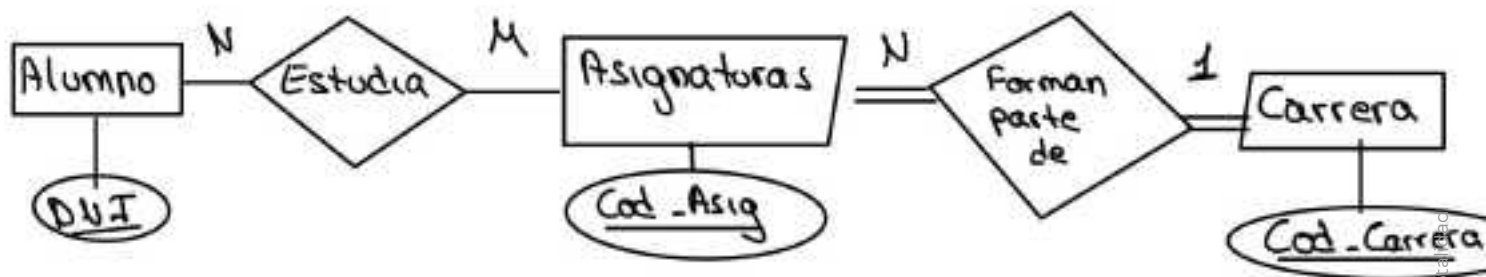 Alumno
N
Estudia
M
Asignaturas
N
Forman
parte
de
1
Carrera
DNI
Cod_Asig
Cod_Carrera